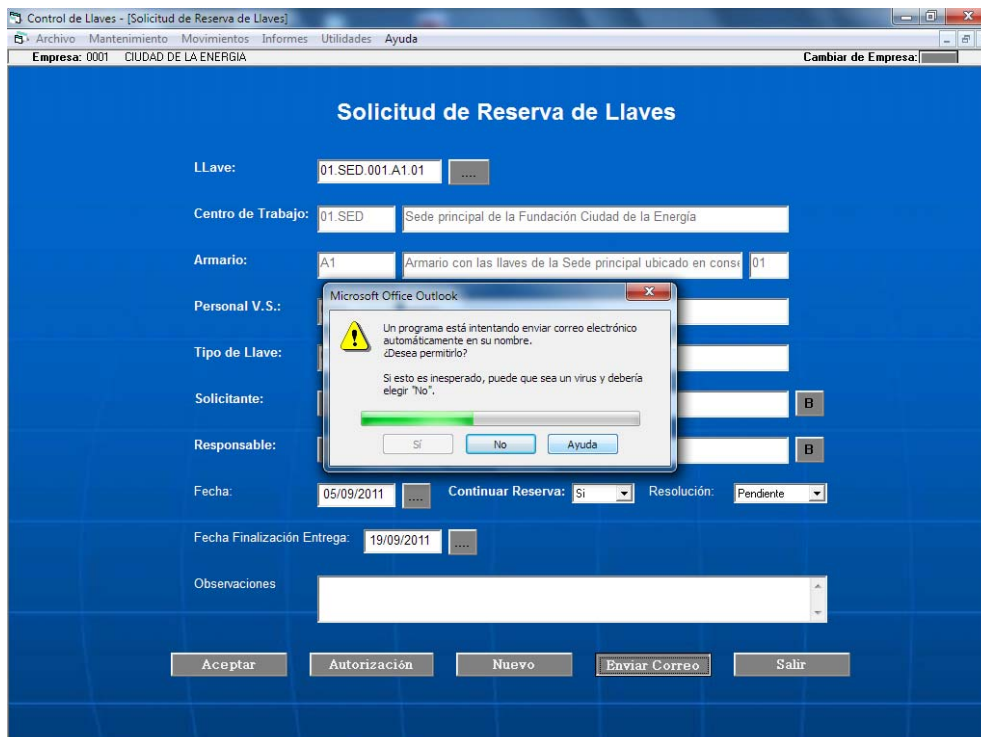 Control de Llaves - [Solicitud de Reserva de Llaves]
Archivo Mantenimiento Movimientos Informes Utilidades Ayuda
Empresa: 0001 CIUDAD DE LA ENERGIA Cambiar de Empresa:
Solicitud de Reserva de Llaves
LLave: 01.SED.001.A1.01 ....
Centro de Trabajo: 01.SED Sede principal de la Fundación Ciudad de la Energía
Armario: A1 Armario con las llaves de la Sede principal ubicado en conse 01
Personal V.S.:
Tipo de Llave:
Solicitante: B
Responsable: B
Microsoft Office Outlook
Un programa está intentando enviar correo electrónico
automáticamente en su nombre.
¿Desea permitirlo?
Si esto es inesperado, puede que sea un virus y debería
elegir "No".
Sí No Ayuda
Fecha: 05/09/2011 .... Continuar Reserva: Si Resolución: Pendiente
Fecha Finalización Entrega: 19/09/2011 ....
Observaciones
Aceptar Autorización Nuevo Enviar Correo Salir